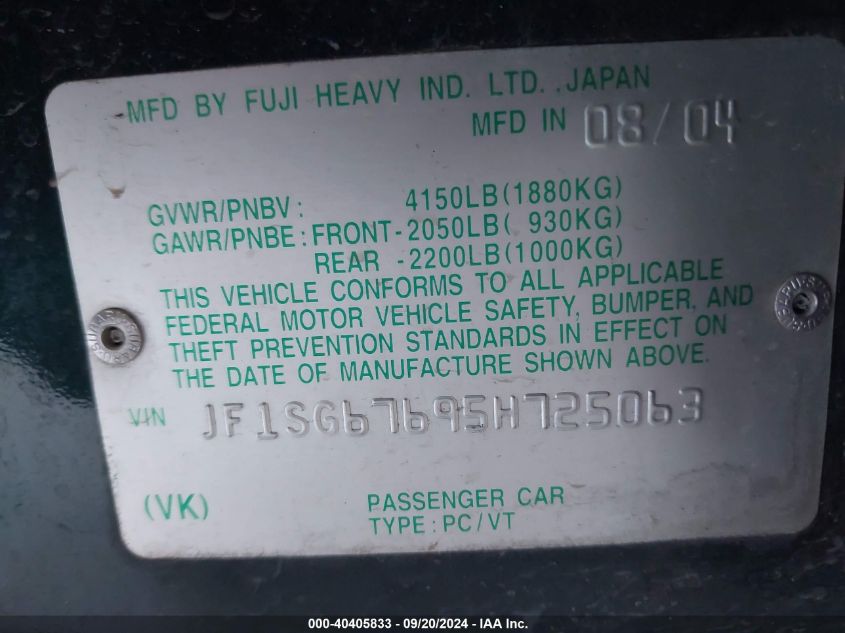 MFD BY FUJI HEAVY IND. LTD. JAPAN
MFD IN 08/04
GVWR/PNBV: 4150LB(1880KG)
GAWR/PNBE: FRONT-2050LB( 930KG)
REAR -2200LB(1000KG)
THIS VEHICLE CONFORMS TO ALL APPLICABLE
FEDERAL MOTOR VEHICLE SAFETY, BUMPER, AND
THEFT PREVENTION STANDARDS IN EFFECT ON
THE DATE OF MANUFACTURE SHOWN ABOVE.
VIN JF1SG67695H725063
(VK) PASSENGER CAR
TYPE: PC/VT
000-40405833 - 09/20/2024 - IAA Inc.